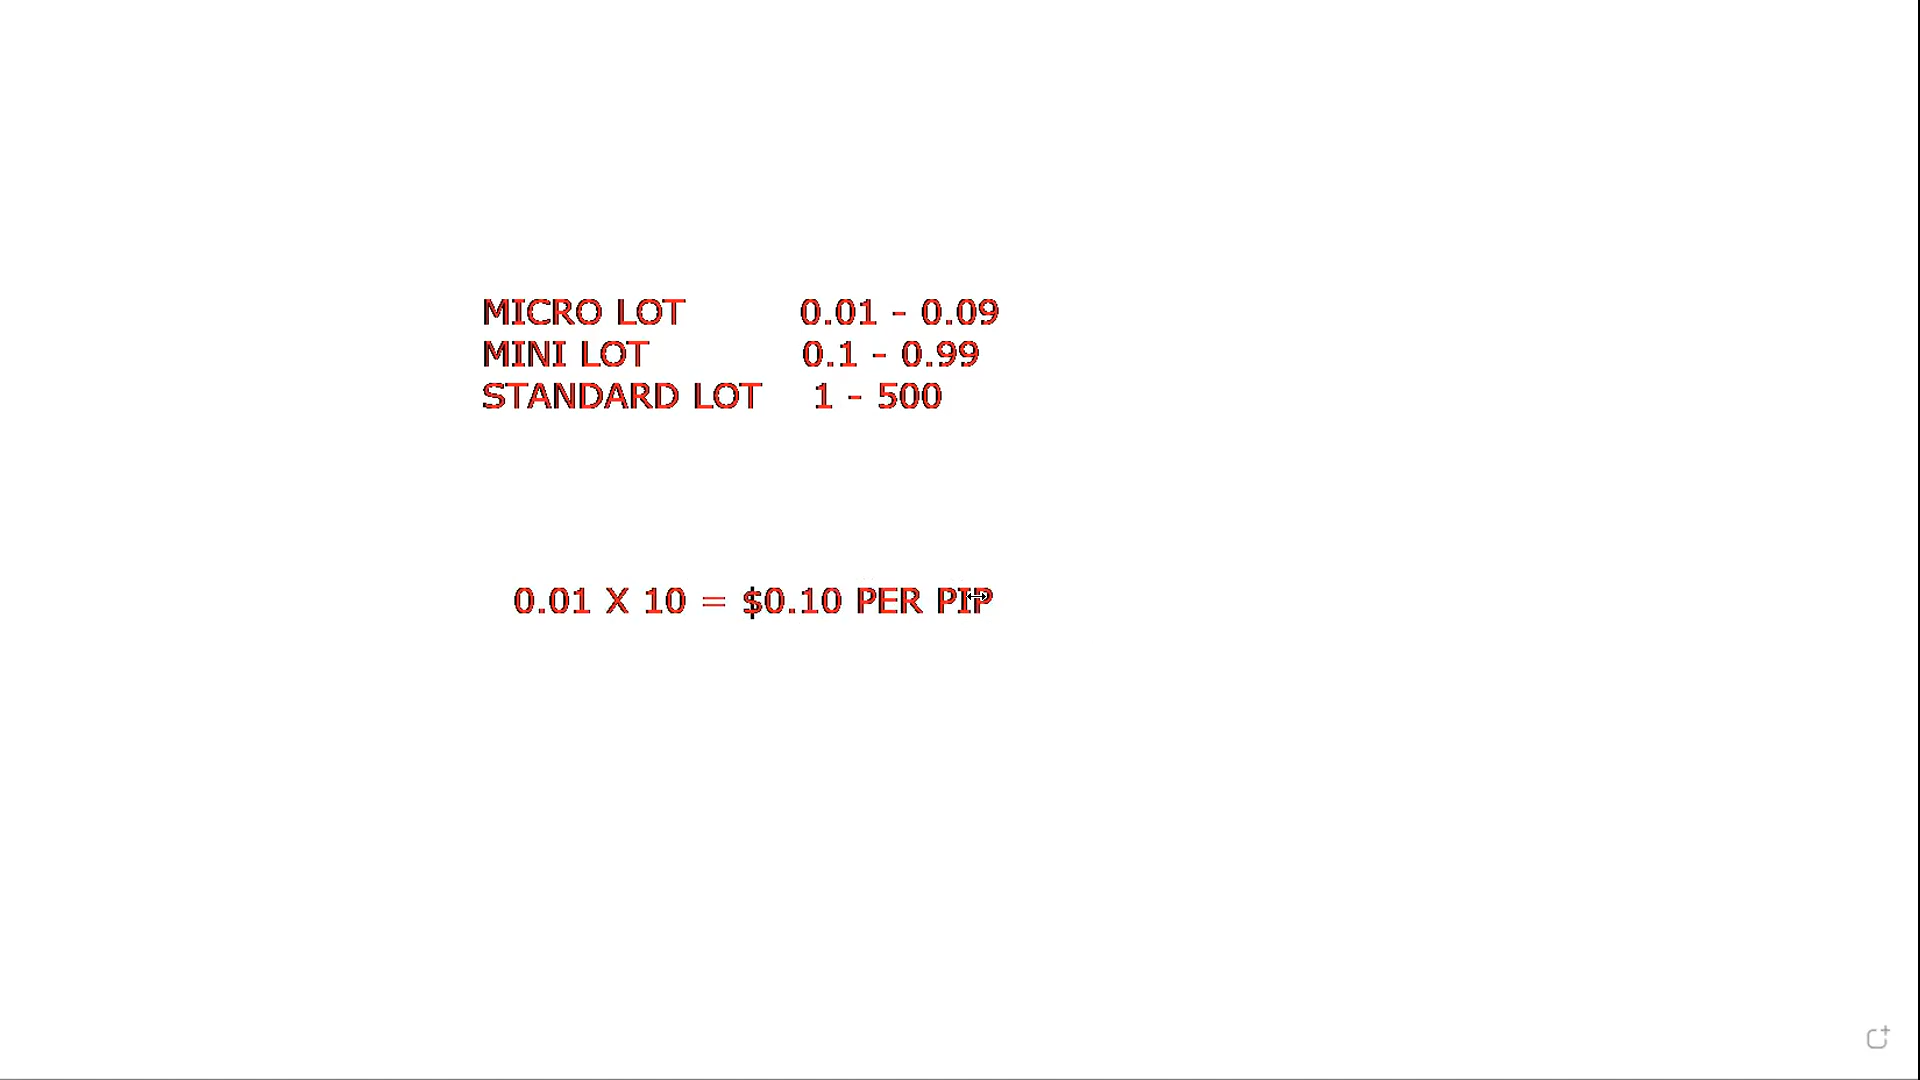 MICRO LOT 0.01 - 0.09
MINI LOT 0.1 - 0.99
STANDARD LOT 1 - 500
0.01 X 10 = $0.10 PER PIP